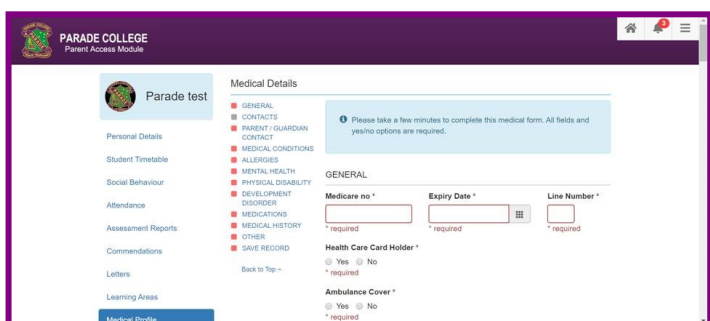 PARADE COLLEGE
Parent Access Module
3
Parade test
Personal Details
Student Timetable
Social Behaviour
Attendance
Assessment Reports
Commendations
Letters
Learning Areas
Medical Profile
Medical Details
GENERAL
CONTACTS
PARENT / GUARDIAN
CONTACT
MEDICAL CONDITIONS
ALLERGIES
MENTAL HEALTH
PHYSICAL DISABILITY
DEVELOPMENT
DISORDER
MEDICATIONS
MEDICAL HISTORY
OTHER
SAVE RECORD
Back to Top
Please take a few minutes to complete this medical form. All fields and
yes/no options are required.
GENERAL
Medicare no * Expiry Date * Line Number *
* required * required * required
Health Care Card Holder *
Yes No
* required
Ambulance Cover *
Yes No
* required